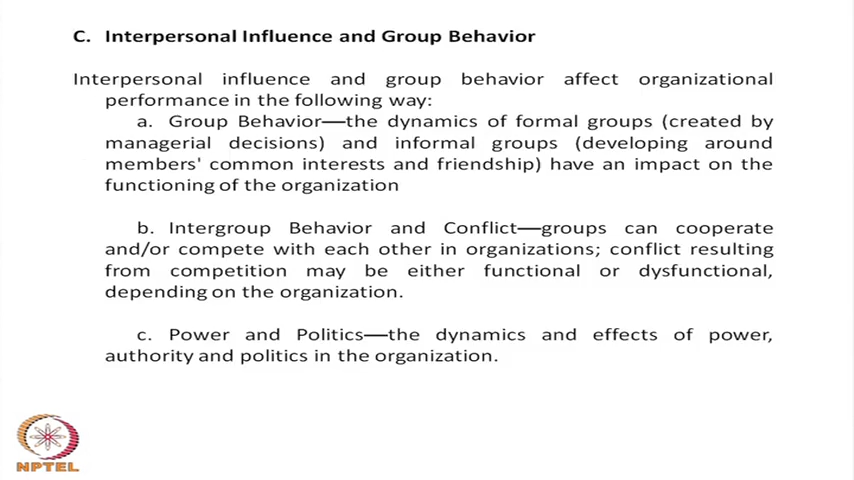 C. Interpersonal Influence and Group Behavior
Interpersonal influence and group behavior affect organizational
performance in the following way:
a. Group Behavior—the dynamics of formal groups (created by
managerial decisions) and informal groups (developing around
members' common interests and friendship) have an impact on the
functioning of the organization
b. Intergroup Behavior and Conflict—groups can cooperate
and/or compete with each other in organizations; conflict resulting
from competition may be either functional or dysfunctional,
depending on the organization.
c. Power and Politics—the dynamics and effects of power,
authority and politics in the organization.
NPTEL